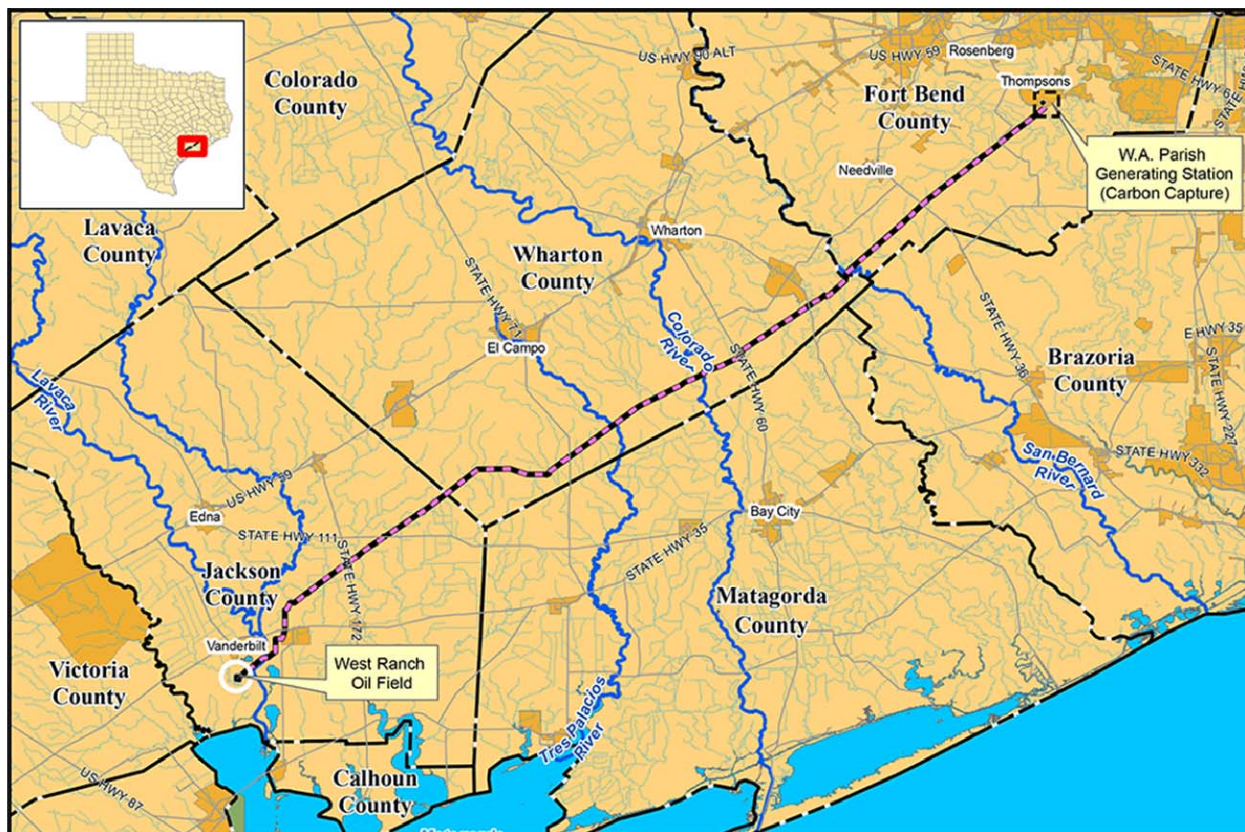 Colorado
County
US HWY 90 ALT
US HWY 59
Rosenberg
Thompsons
STATE HWY 6
Fort Bend
County
Needville
W.A. Parish
Generating Station
(Carbon Capture)
Lavaca
County
Wharton
Wharton
County
STATE HWY 71
El Campo
Colorado
River
STATE HWY 60
STATE HWY 36
E HWY 35
Brazoria
County
STATE HWY 227
Lavaca
River
US HWY 59
Edna
STATE HWY 111
STATE HWY 172
STATE HWY 35
Bay City
San Bernard
River
STATE HWY 332
Jackson
County
Matagorda
County
Vanderbilt
West Ranch
Oil Field
Victoria
County
Tres Palacios
River
Calhoun
County
US HWY 87